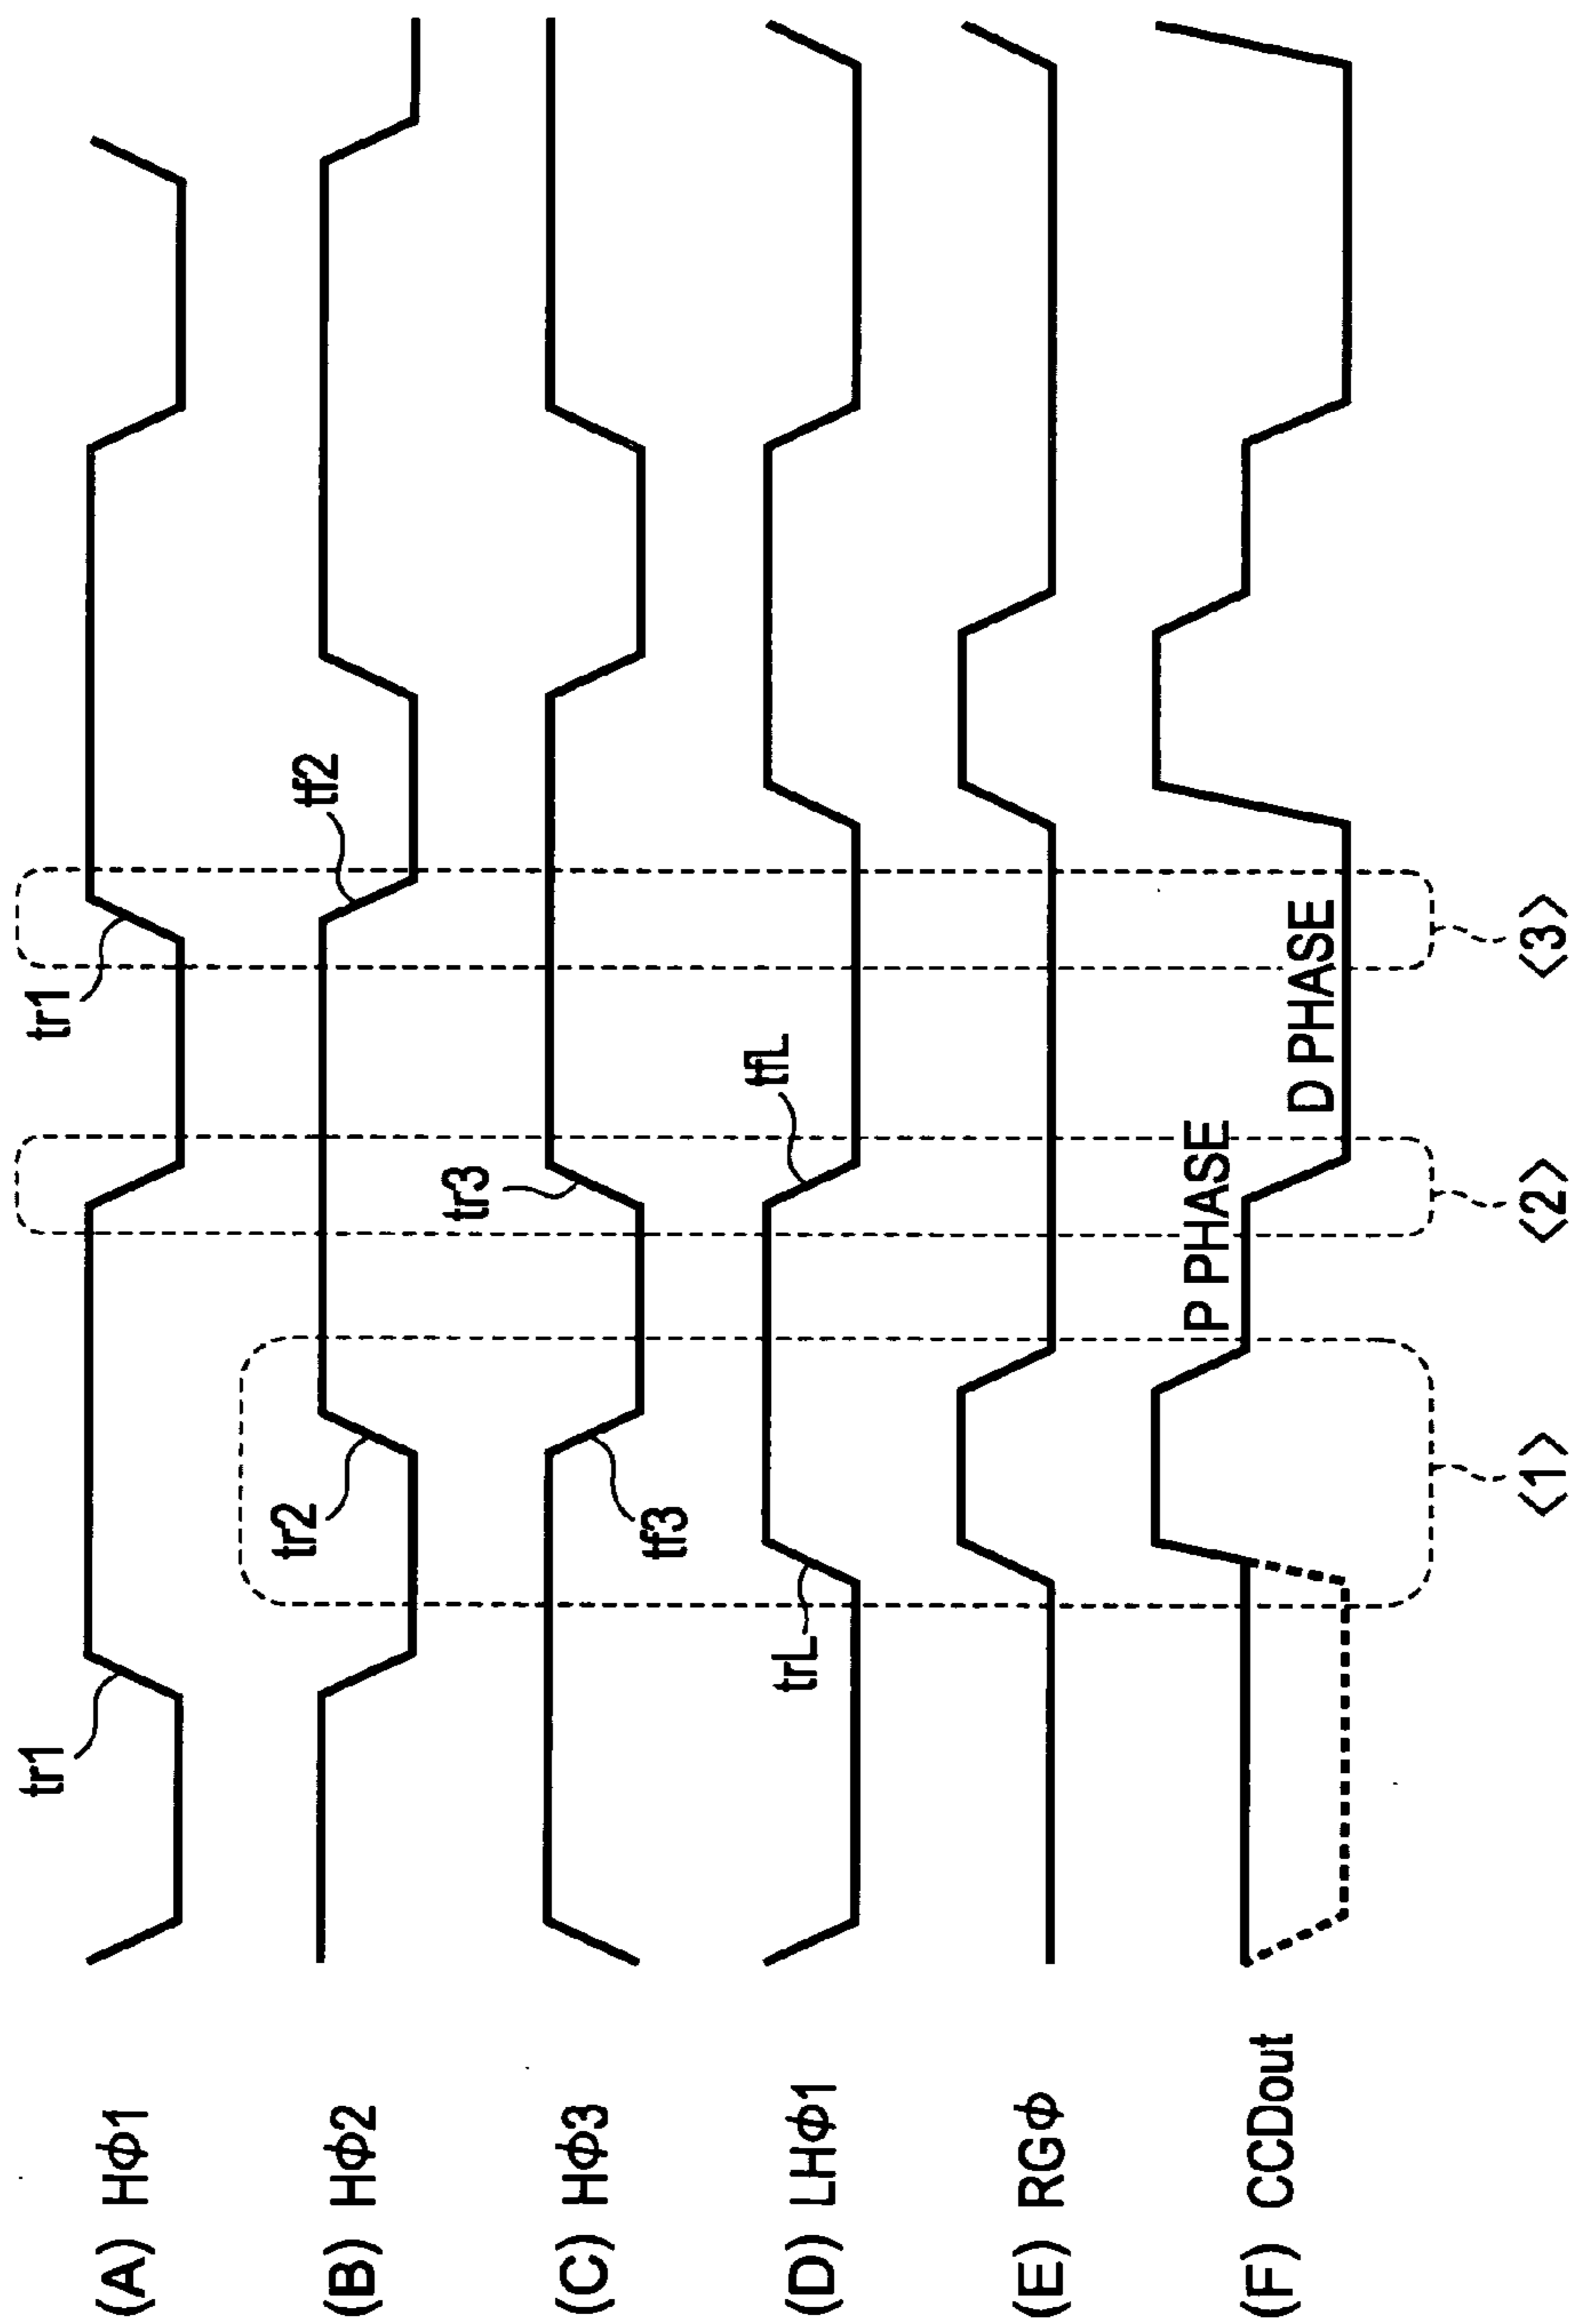 (A) HΦ1
tr1
tr1
(B) HΦ2
tr2
tf2
(C) HΦ3
tf3
tr3
(D) LHΦ1
trL
tfL
(E) RGΦ
(F) CCDout
P PHASE
D PHASE
<1>
<2>
<3>